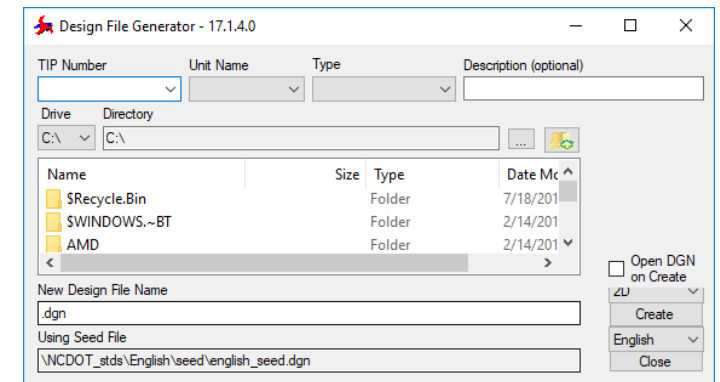 Design File Generator - 17.1.4.0
TIP Number Unit Name Type Description (optional)
Drive Directory
C:\ C:\ ...
Name Size Type Date Mc
$Recycle.Bin Folder 7/18/201
$WINDOWS.~BT Folder 2/14/201
AMD Folder 2/14/201
Open DGN
on Create
New Design File Name 2D
.dgn Create
Using Seed File English
\NCDOT_stds\English\seed\english_seed.dgn Close